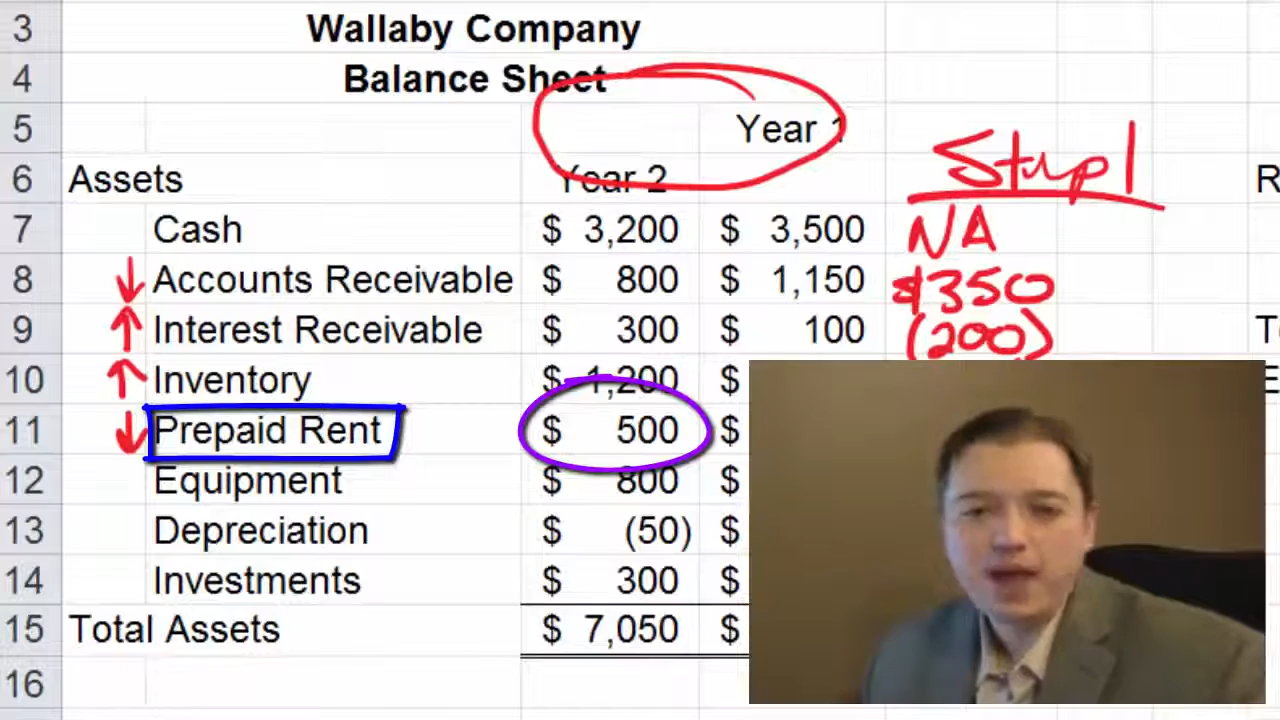 3 Wallaby Company
4 Balance Sheet
5 Year 1
6 Assets Year 2 Step 1 R
7 Cash $ 3,200 $ 3,500 NA
8 Accounts Receivable $ 800 $ 1,150 $350
9 Interest Receivable $ 300 $ 100 (200) T
10 Inventory $ 1,200 $ E
11 Prepaid Rent $ 500 $
12 Equipment $ 800 $
13 Depreciation $ (50) $
14 Investments $ 300 $
15 Total Assets $ 7,050 $
16